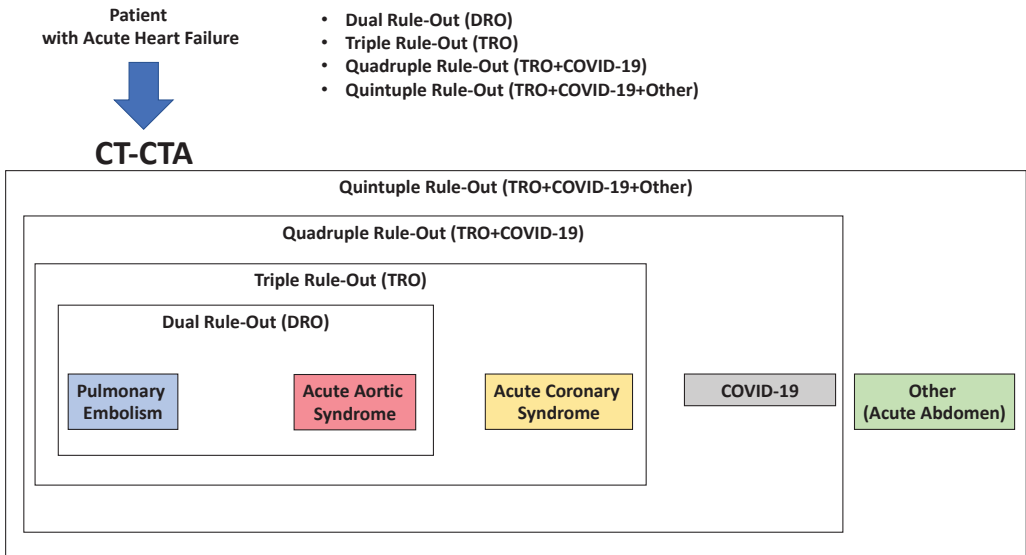 Patient
with Acute Heart Failure
• Dual Rule-Out (DRO)
• Triple Rule-Out (TRO)
• Quadruple Rule-Out (TRO+COVID-19)
• Quintuple Rule-Out (TRO+COVID-19+Other)
CT-CTA
Quintuple Rule-Out (TRO+COVID-19+Other)
Quadruple Rule-Out (TRO+COVID-19)
Triple Rule-Out (TRO)
Dual Rule-Out (DRO)
Pulmonary
Embolism
Acute Aortic
Syndrome
Acute Coronary
Syndrome
COVID-19
Other
(Acute Abdomen)